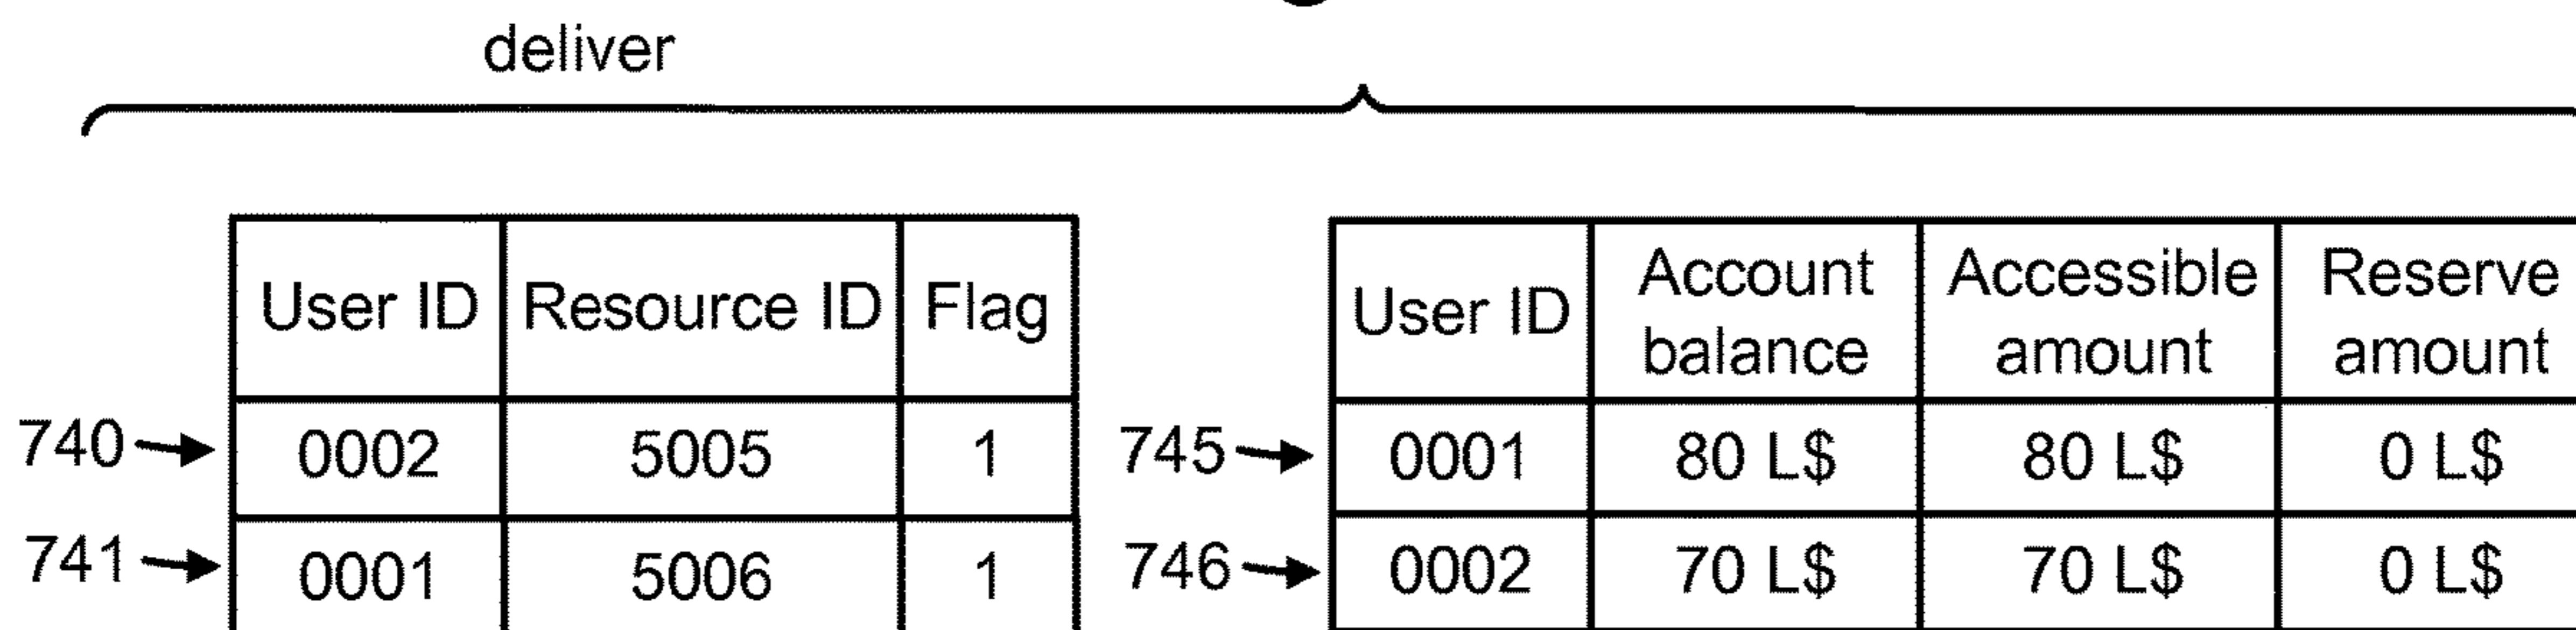 deliver
User ID Resource ID Flag
740 0002 5005 1
741 0001 5006 1
User ID Account balance Accessible amount Reserve amount
745 0001 80 L$ 80 L$ 0 L$
746 0002 70 L$ 70 L$ 0 L$